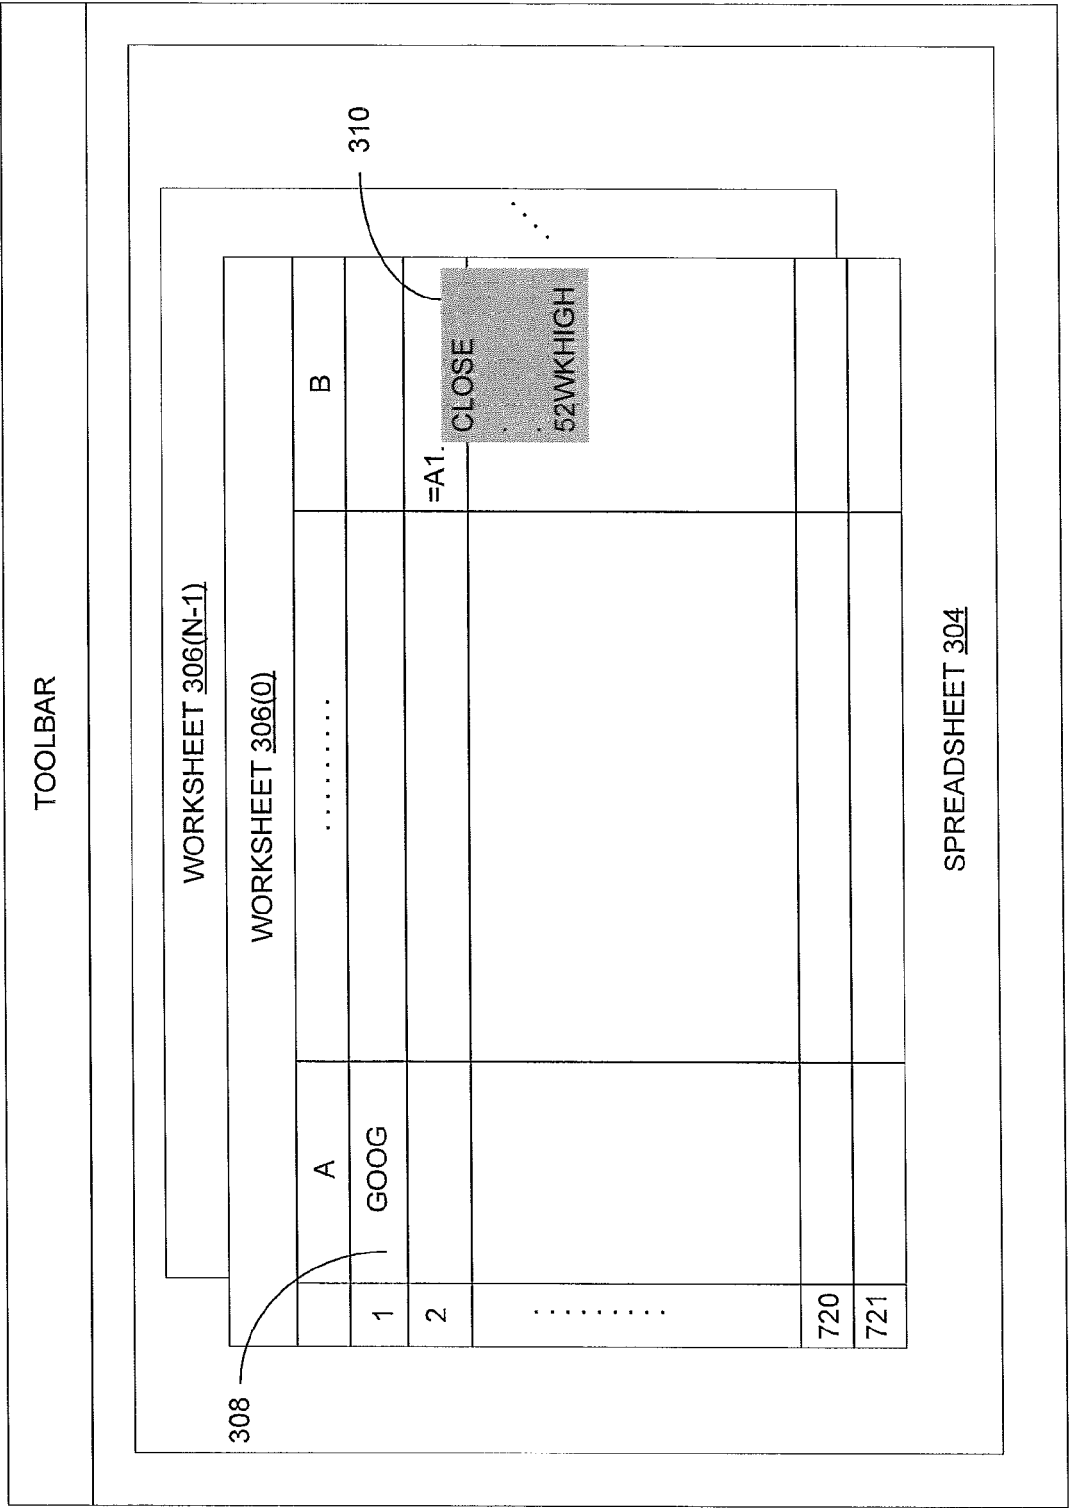 TOOLBAR
WORKSHEET 306(N-1)
WORKSHEET 306(0)
308
310
A
.........
B
1
GOOG
2
=A1.
CLOSE
.
.
52WKHIGH
.........
....
720
721
SPREADSHEET 304